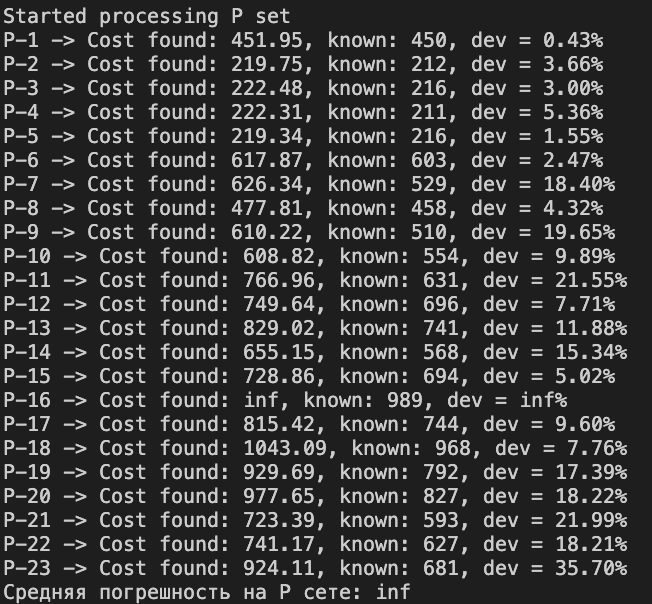 Started processing P set
P-1 -> Cost found: 451.95, known: 450, dev = 0.43%
P-2 -> Cost found: 219.75, known: 212, dev = 3.66%
P-3 -> Cost found: 222.48, known: 216, dev = 3.00%
P-4 -> Cost found: 222.31, known: 211, dev = 5.36%
P-5 -> Cost found: 219.34, known: 216, dev = 1.55%
P-6 -> Cost found: 617.87, known: 603, dev = 2.47%
P-7 -> Cost found: 626.34, known: 529, dev = 18.40%
P-8 -> Cost found: 477.81, known: 458, dev = 4.32%
P-9 -> Cost found: 610.22, known: 510, dev = 19.65%
P-10 -> Cost found: 608.82, known: 554, dev = 9.89%
P-11 -> Cost found: 766.96, known: 631, dev = 21.55%
P-12 -> Cost found: 749.64, known: 696, dev = 7.71%
P-13 -> Cost found: 829.02, known: 741, dev = 11.88%
P-14 -> Cost found: 655.15, known: 568, dev = 15.34%
P-15 -> Cost found: 728.86, known: 694, dev = 5.02%
P-16 -> Cost found: inf, known: 989, dev = inf%
P-17 -> Cost found: 815.42, known: 744, dev = 9.60%
P-18 -> Cost found: 1043.09, known: 968, dev = 7.76%
P-19 -> Cost found: 929.69, known: 792, dev = 17.39%
P-20 -> Cost found: 977.65, known: 827, dev = 18.22%
P-21 -> Cost found: 723.39, known: 593, dev = 21.99%
P-22 -> Cost found: 741.17, known: 627, dev = 18.21%
P-23 -> Cost found: 924.11, known: 681, dev = 35.70%
Средняя погрешность на P сете: inf